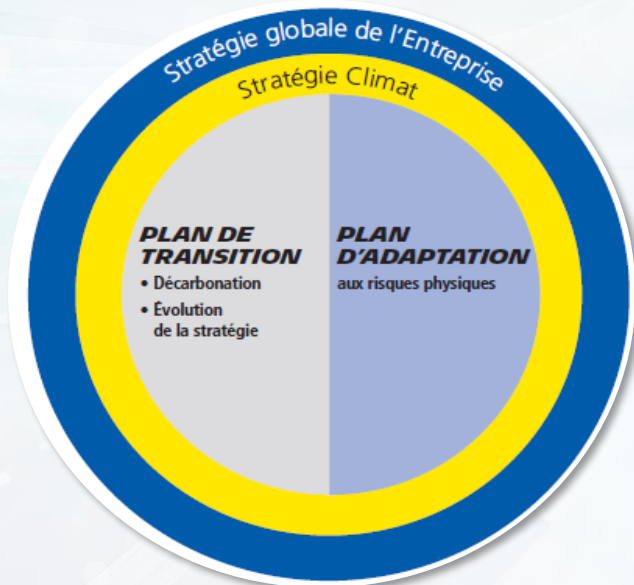 Stratégie globale de l'Entreprise
Stratégie Climat
PLAN DE
TRANSITION
• Décarbonation
• Évolution
de la stratégie
PLAN
D'ADAPTATION
aux risques physiques